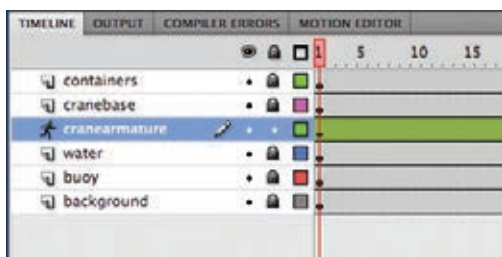 TIMELINE OUTPUT COMPILER ERRORS MOTION EDITOR
1 5 10 15
containers
cranebase
cranearmature
water
buoy
background